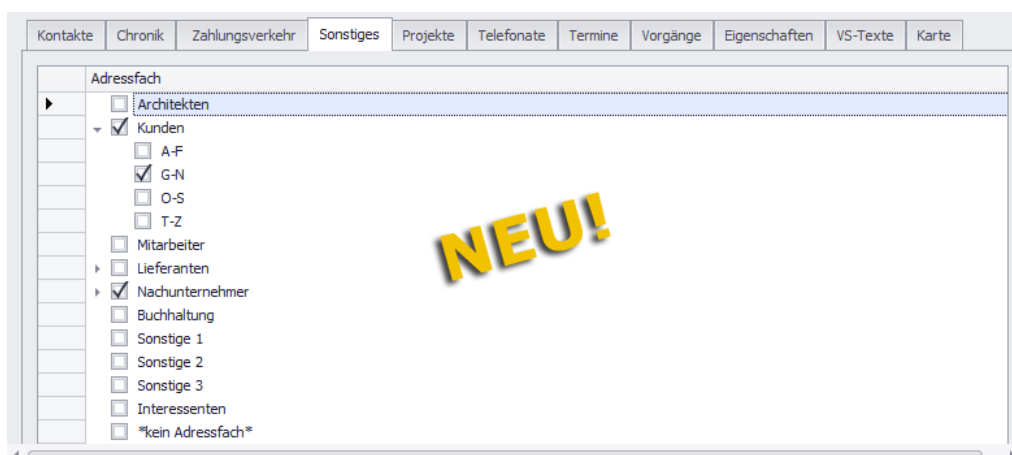 Kontakte Chronik Zahlungsverkehr Sonstiges Projekte Telefonate Termine Vorgänge Eigenschaften VS-Texte Karte
Adressfach
Architekten
Kunden
A-F
G-N
O-S
T-Z
Mitarbeiter
Lieferanten
Nachunternehmer
Buchhaltung
Sonstige 1
Sonstige 2
Sonstige 3
Interessenten
*kein Adressfach*
NEU!